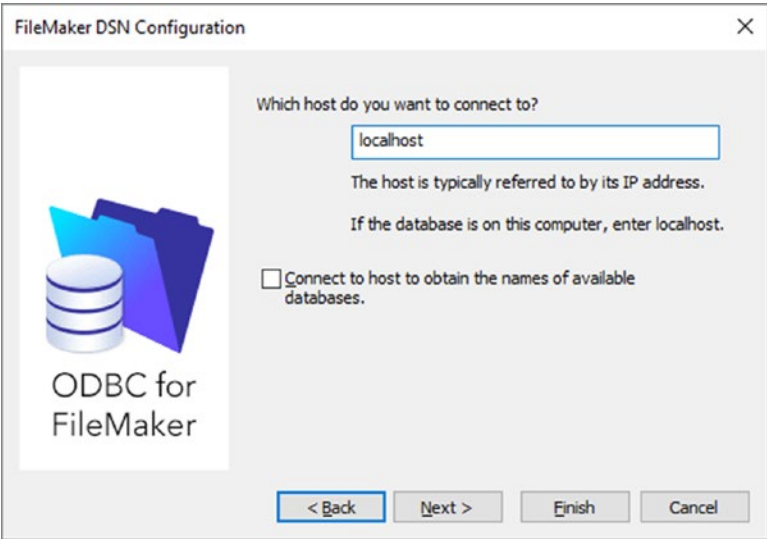 FileMaker DSN Configuration
Which host do you want to connect to?
localhost
The host is typically referred to by its IP address.
If the database is on this computer, enter localhost.
Connect to host to obtain the names of available
databases.
ODBC for
FileMaker
< Back
Next >
Finish
Cancel